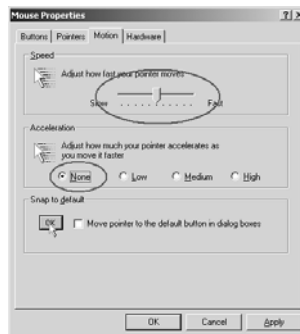 Mouse Properties
Buttons Pointers Motion Hardware
Speed
Adjust how fast your pointer moves
Slow Fast
Acceleration
Adjust how much your pointer accelerates as
you move it faster
None Low Medium High
Snap to default
OK Move pointer to the default button in dialog boxes
OK Cancel Apply